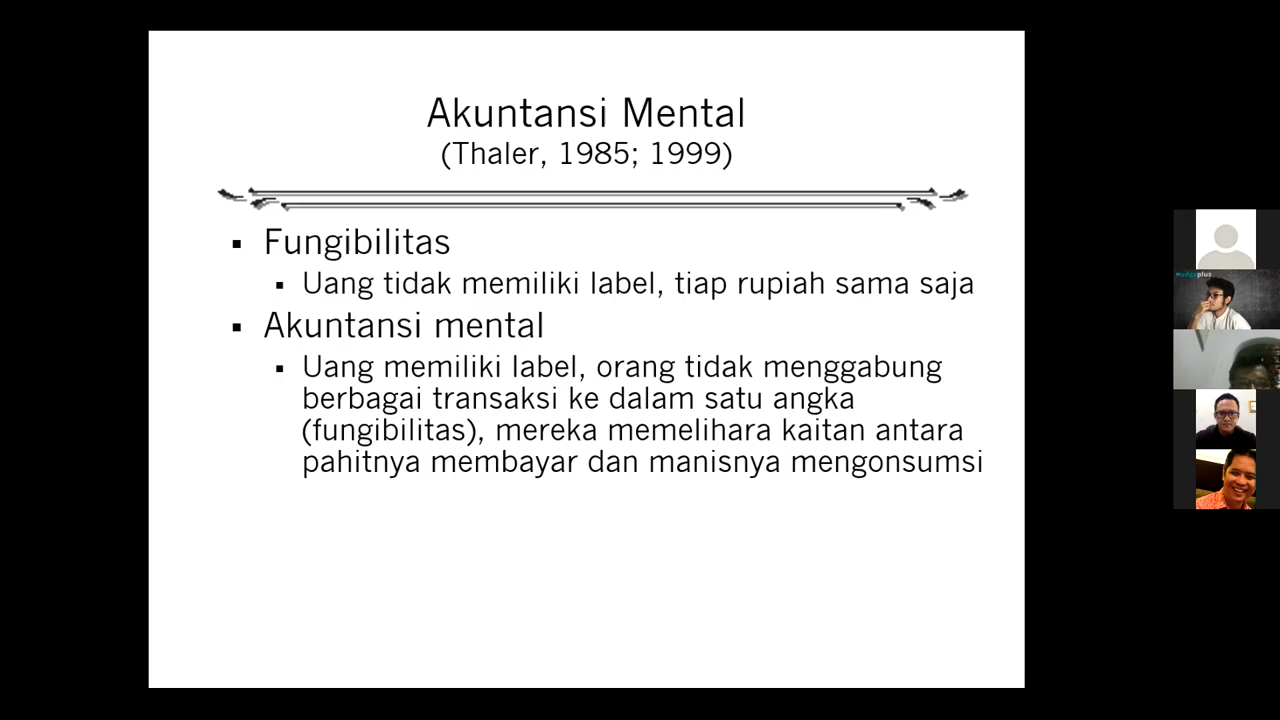 Akuntansi Mental
(Thaler, 1985; 1999)
▪ Fungibilitas
▪ Uang tidak memiliki label, tiap rupiah sama saja
▪ Akuntansi mental
▪ Uang memiliki label, orang tidak menggabung
berbagai transaksi ke dalam satu angka
(fungibilitas), mereka memelihara kaitan antara
pahitnya membayar dan manisnya mengonsumsi